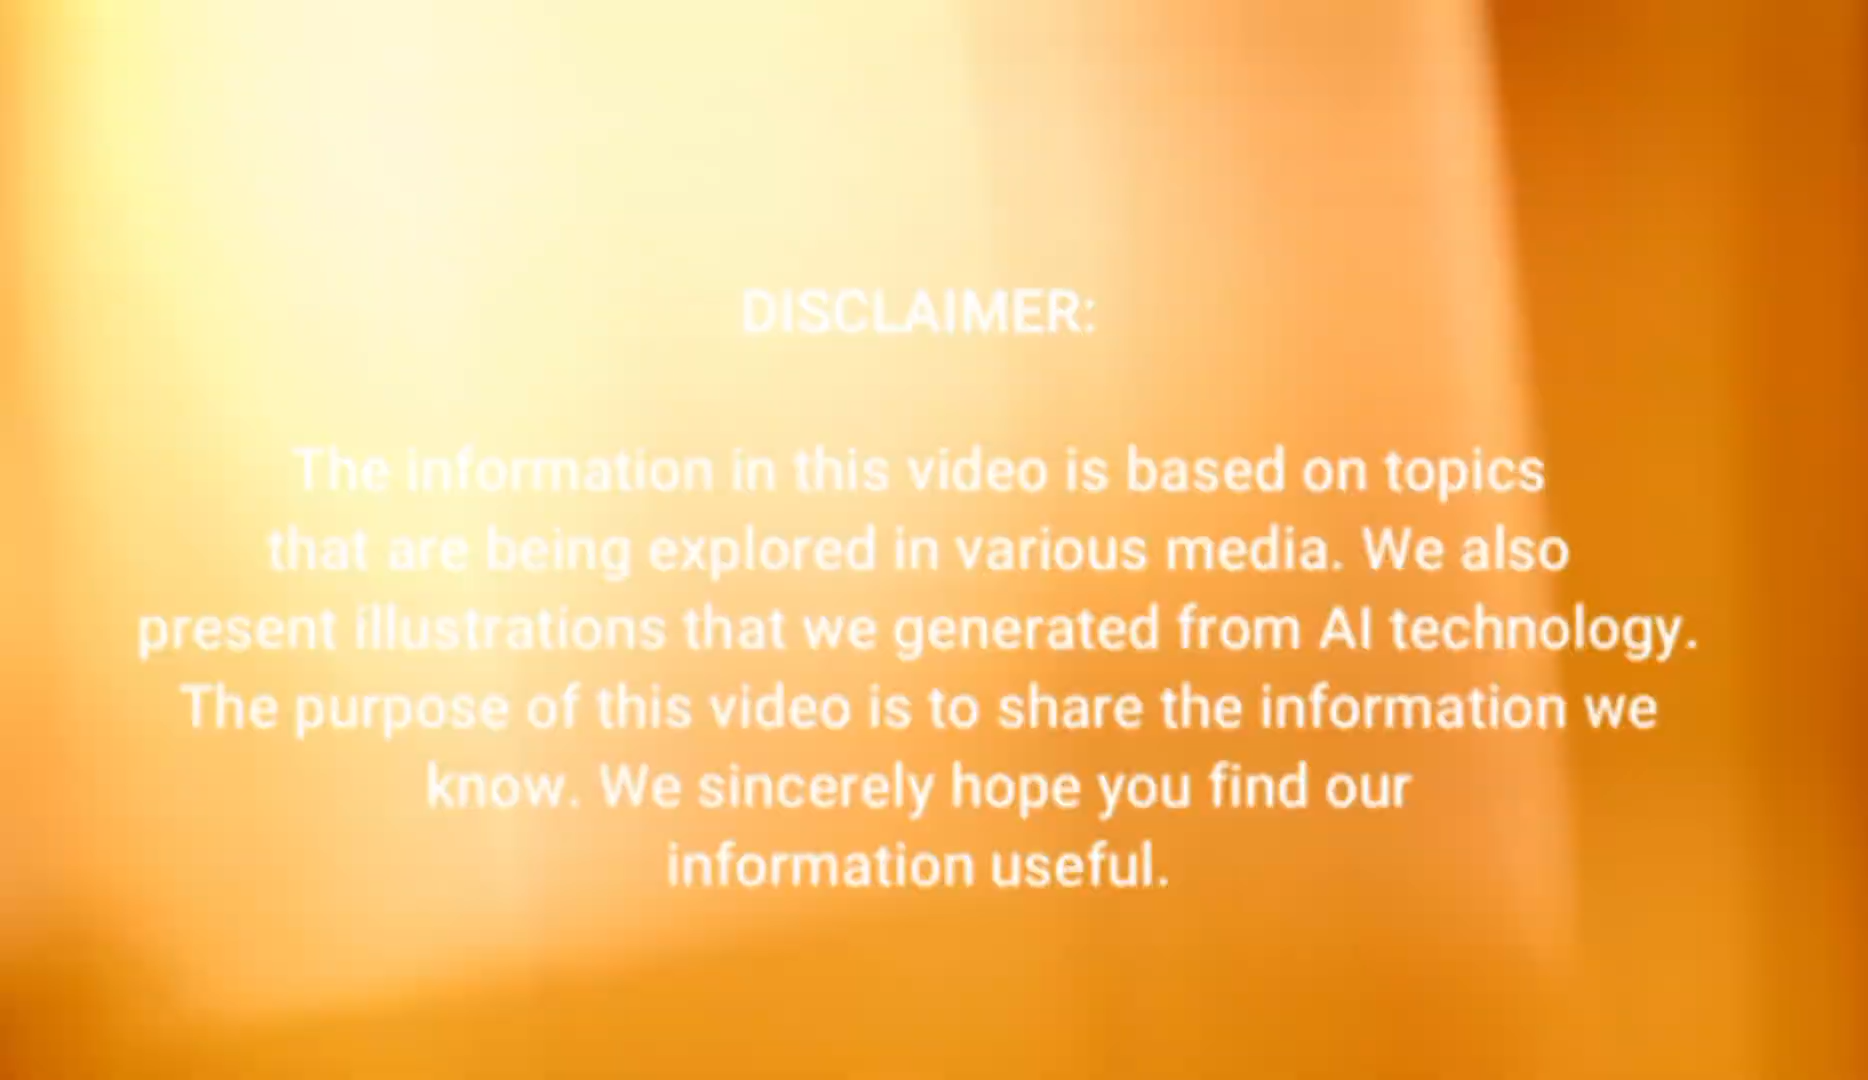 DISCLAIMER:
The information in this video is based on topics
that are being explored in various media. We also
present illustrations that we generated from AI technology.
The purpose of this video is to share the information we
know. We sincerely hope you find our
information useful.